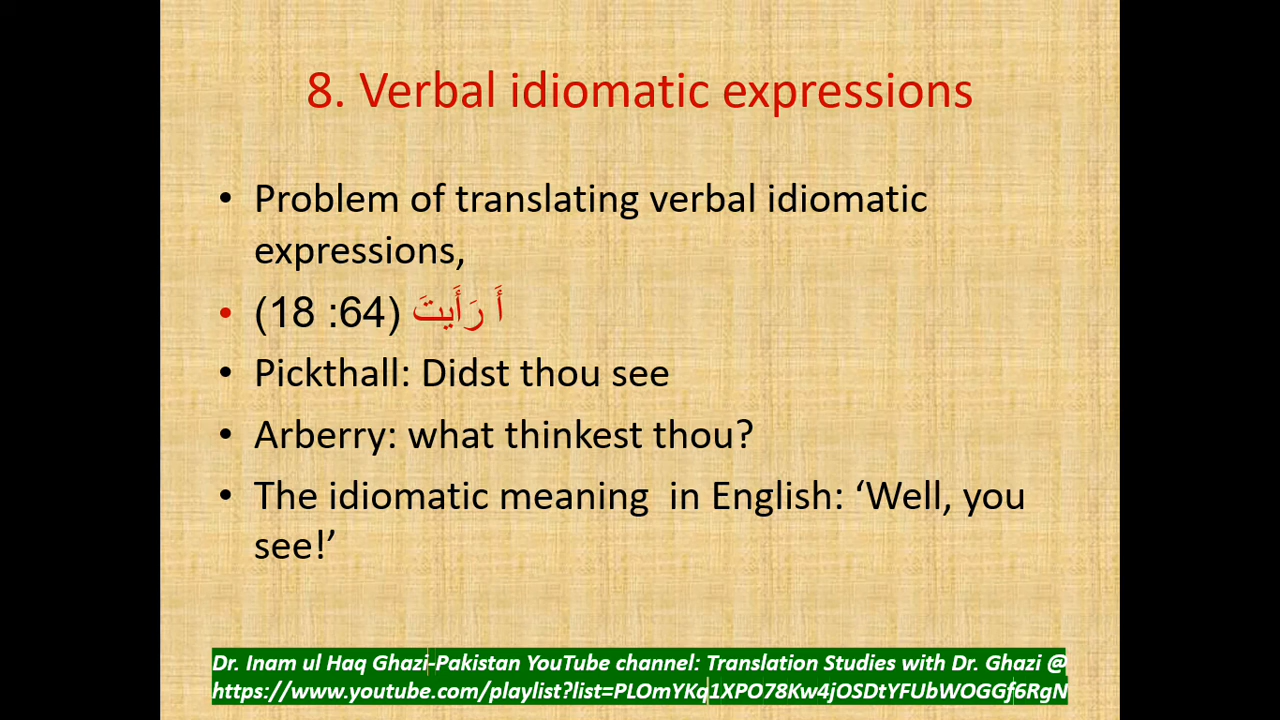 8. Verbal idiomatic expressions
• Problem of translating verbal idiomatic
expressions,
• (18 :64) أَ رَأَيتَ
• Pickthall: Didst thou see
• Arberry: what thinkest thou?
• The idiomatic meaning  in English: ‘Well, you
see!’
Dr. Inam ul Haq Ghazi-Pakistan YouTube channel: Translation Studies with Dr. Ghazi @
https://www.youtube.com/playlist?list=PLOmYKq1XPO78Kw4jOSDtYFUbWOGGf6RgN